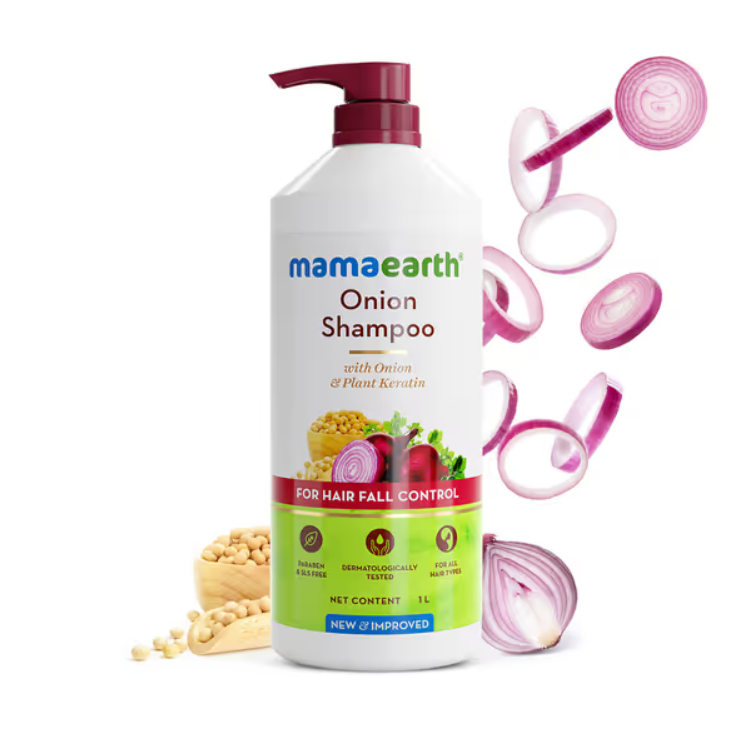 mamaearth®
Onion
Shampoo
with Onion
& Plant Keratin
FOR HAIR FALL CONTROL
PARABEN
& SLS FREE
DERMATOLOGICALLY
TESTED
FOR ALL
HAIR TYPES
NET CONTENT 1 L
NEW & IMPROVED